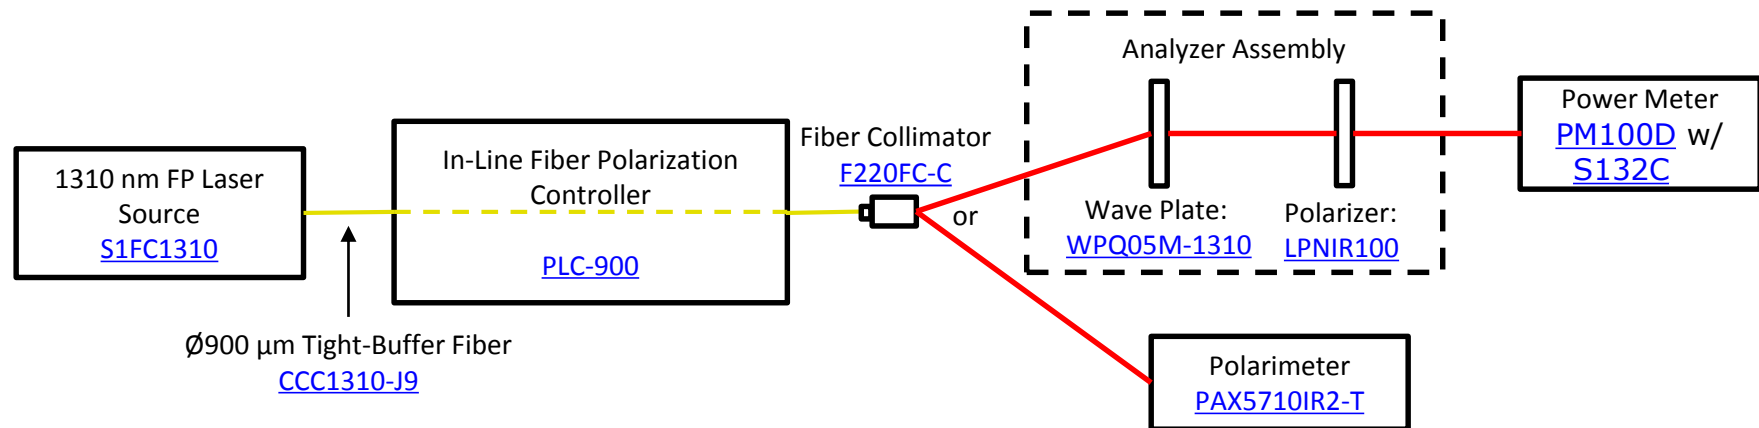 1310 nm FP Laser
Source
S1FC1310
Ø900 µm Tight-Buffer Fiber
CCC1310-J9
In-Line Fiber Polarization
Controller
PLC-900
Fiber Collimator
F220FC-C
or
Analyzer Assembly
Wave Plate:
WPQ05M-1310
Polarizer:
LPNIR100
Power Meter
PM100D w/
S132C
Polarimeter
PAX5710IR2-T